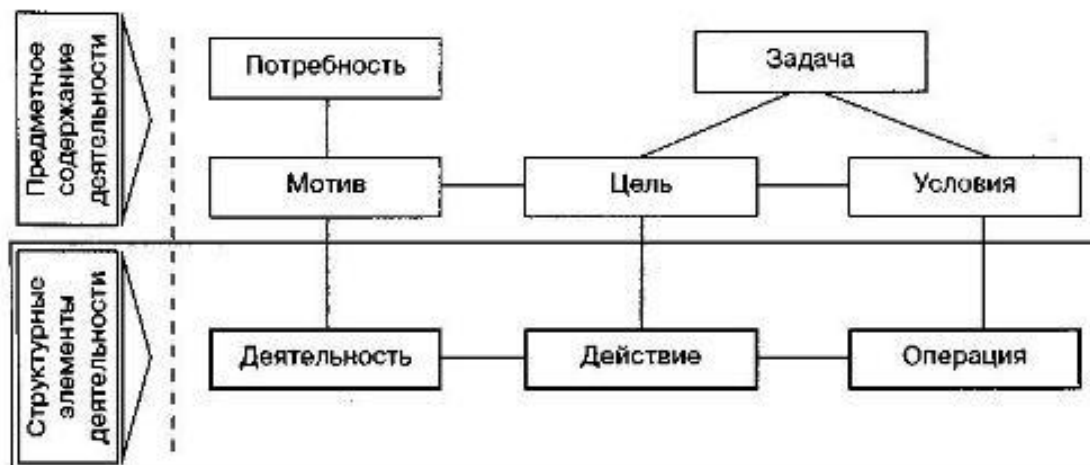 Предметное
содержание
деятельности
Потребность
Задача
Мотив
Цель
Условия
Структурные
элементы
деятельности
Деятельность
Действие
Операция